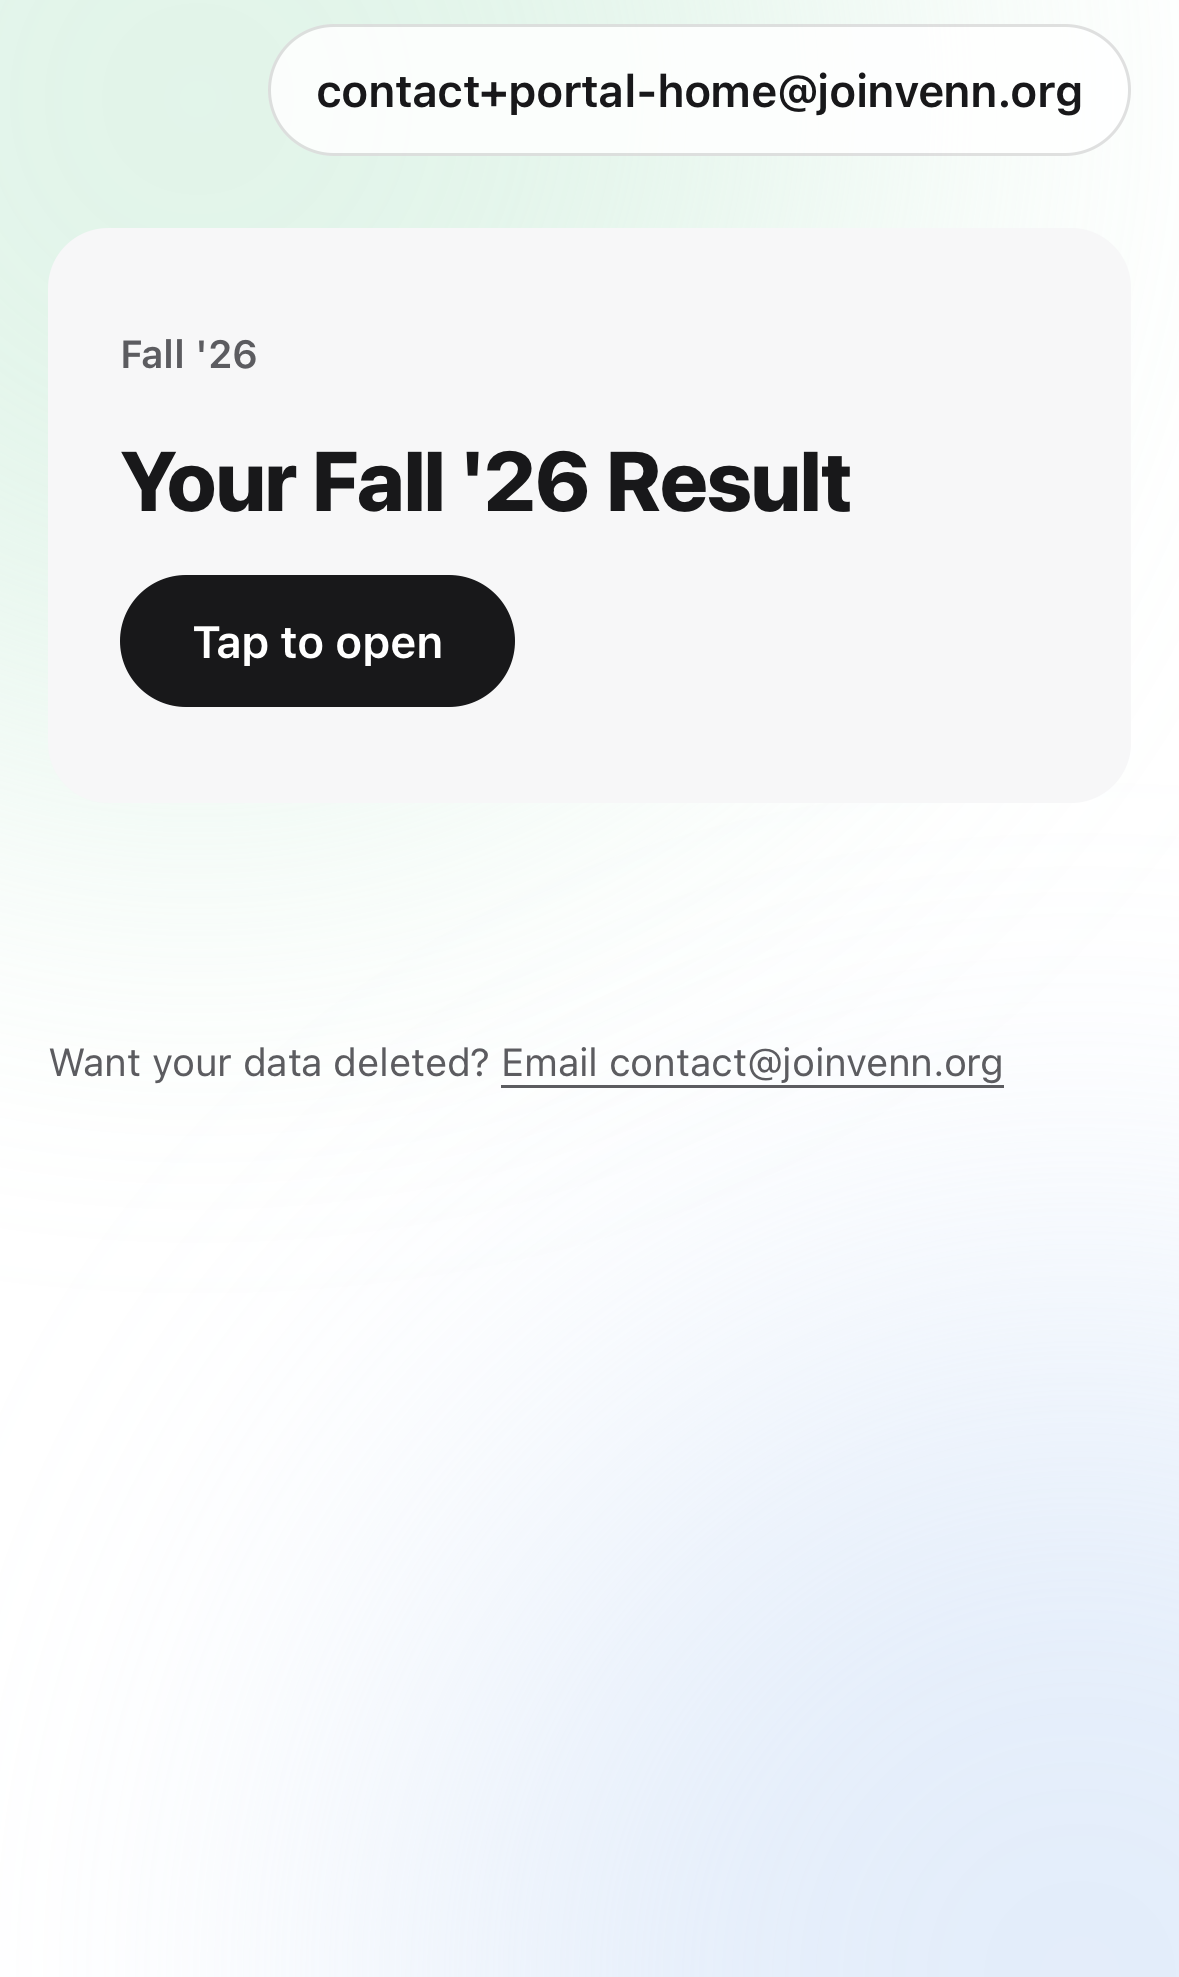 contact+portal-home@joinvenn.org
Fall '26
Your Fall '26 Result
Tap to open
Want your data deleted? Email contact@joinvenn.org